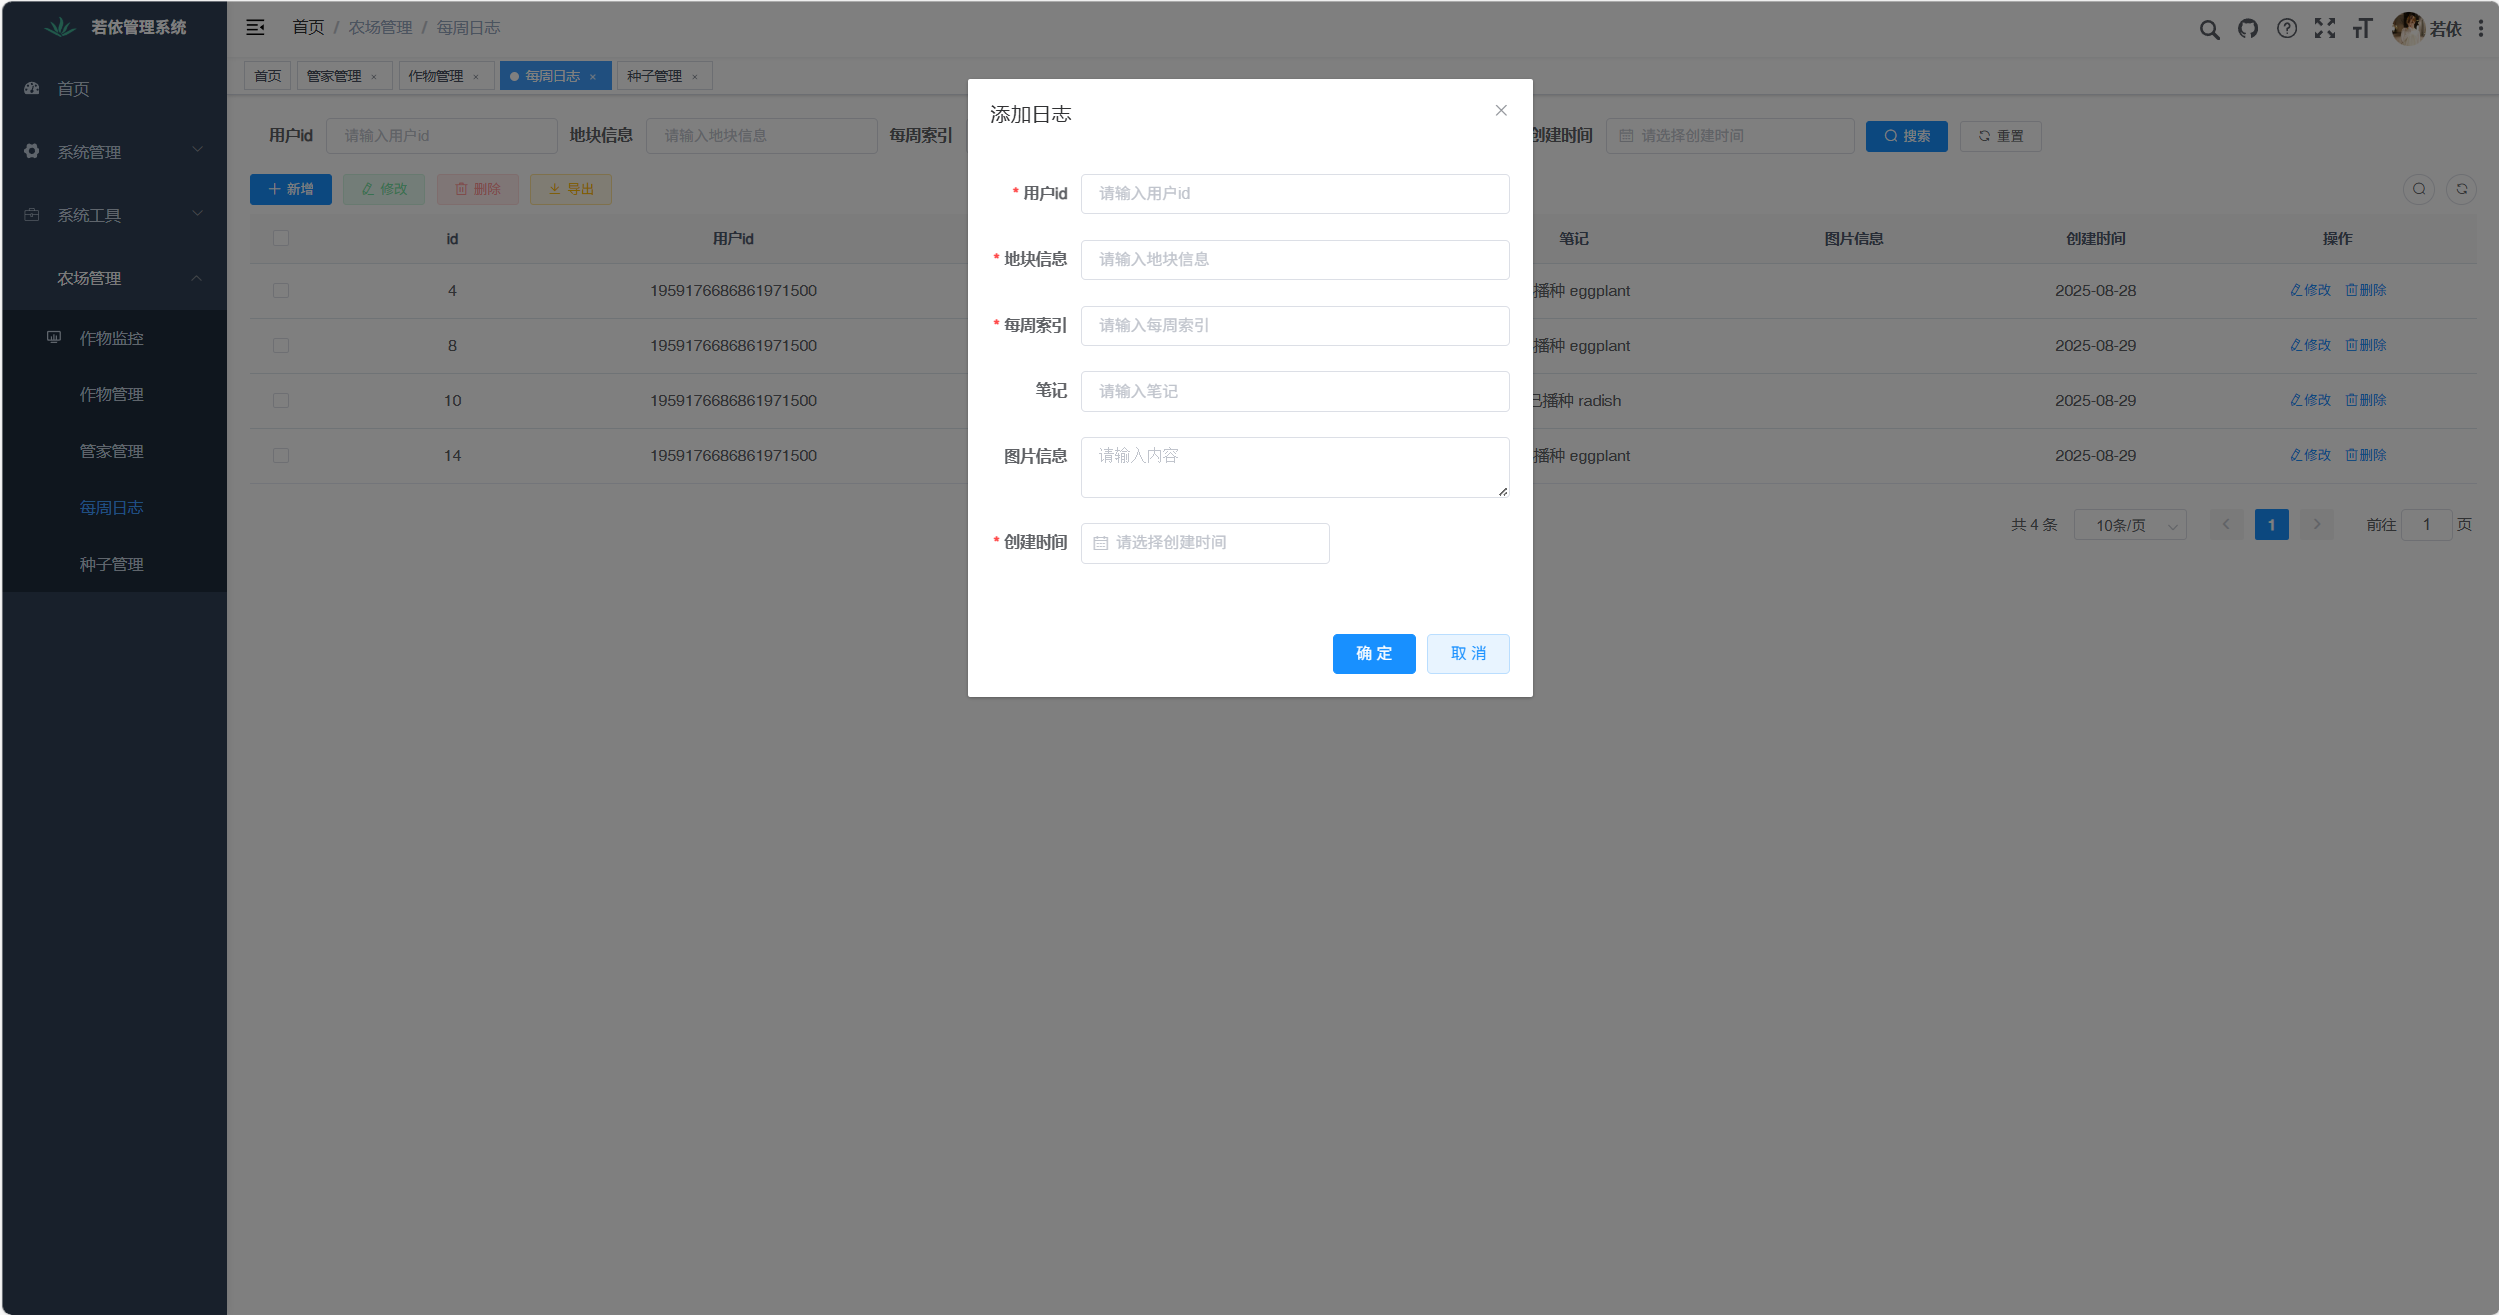 若依管理系统
首页 / 农场管理 / 每周日志
若依
首页
管家管理 ×
作物管理 ×
每周日志 ×
种子管理 ×
首页
系统管理
系统工具
农场管理
作物监控
作物管理
管家管理
每周日志
种子管理
用户id 请输入用户id 地块信息 请输入地块信息 每周索引 创建时间 请选择创建时间 搜索 重置
新增 修改 删除 导出
id 用户id 笔记 图片信息 创建时间 操作
4 1959176686861971500 播种 eggplant 2025-08-28 修改 删除
8 1959176686861971500 播种 eggplant 2025-08-29 修改 删除
10 1959176686861971500 已播种 radish 2025-08-29 修改 删除
14 1959176686861971500 播种 eggplant 2025-08-29 修改 删除
共 4 条 10条/页 1 前往 1 页
添加日志
* 用户id 请输入用户id
* 地块信息 请输入地块信息
* 每周索引 请输入每周索引
笔记 请输入笔记
图片信息 请输入内容
* 创建时间 请选择创建时间
确 定 取 消